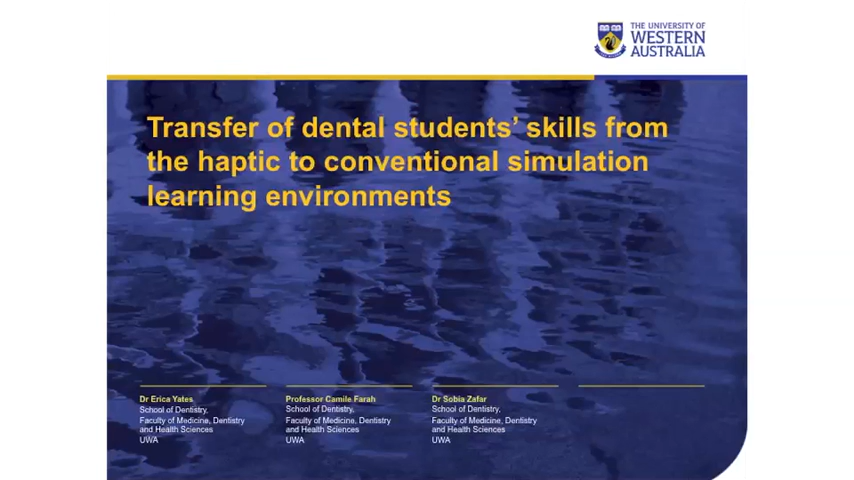 THE UNIVERSITY OF
WESTERN
AUSTRALIA
Transfer of dental students’ skills from
the haptic to conventional simulation
learning environments
Dr Erica Yates
School of Dentistry,
Faculty of Medicine, Dentistry
and Health Sciences
UWA
Professor Camile Farah
School of Dentistry,
Faculty of Medicine, Dentistry
and Health Sciences
UWA
Dr Sobia Zafar
School of Dentistry,
Faculty of Medicine, Dentistry
and Health Sciences
UWA